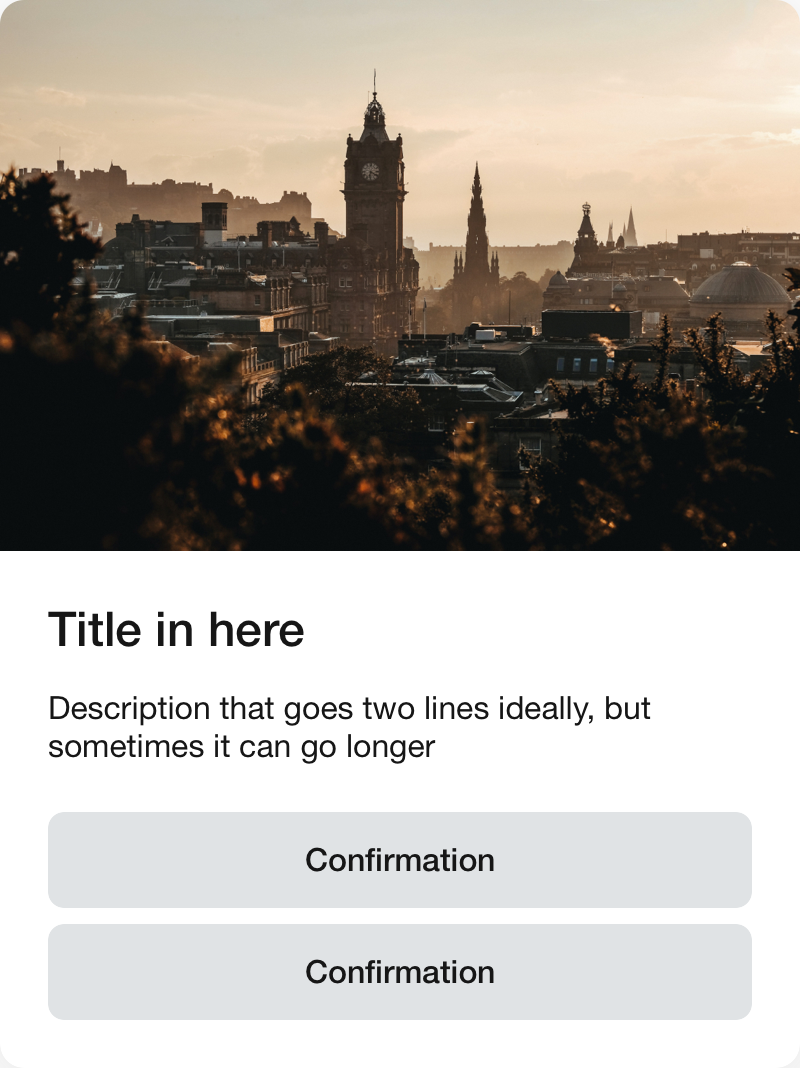 Title in here
Description that goes two lines ideally, but
sometimes it can go longer
Confirmation
Confirmation